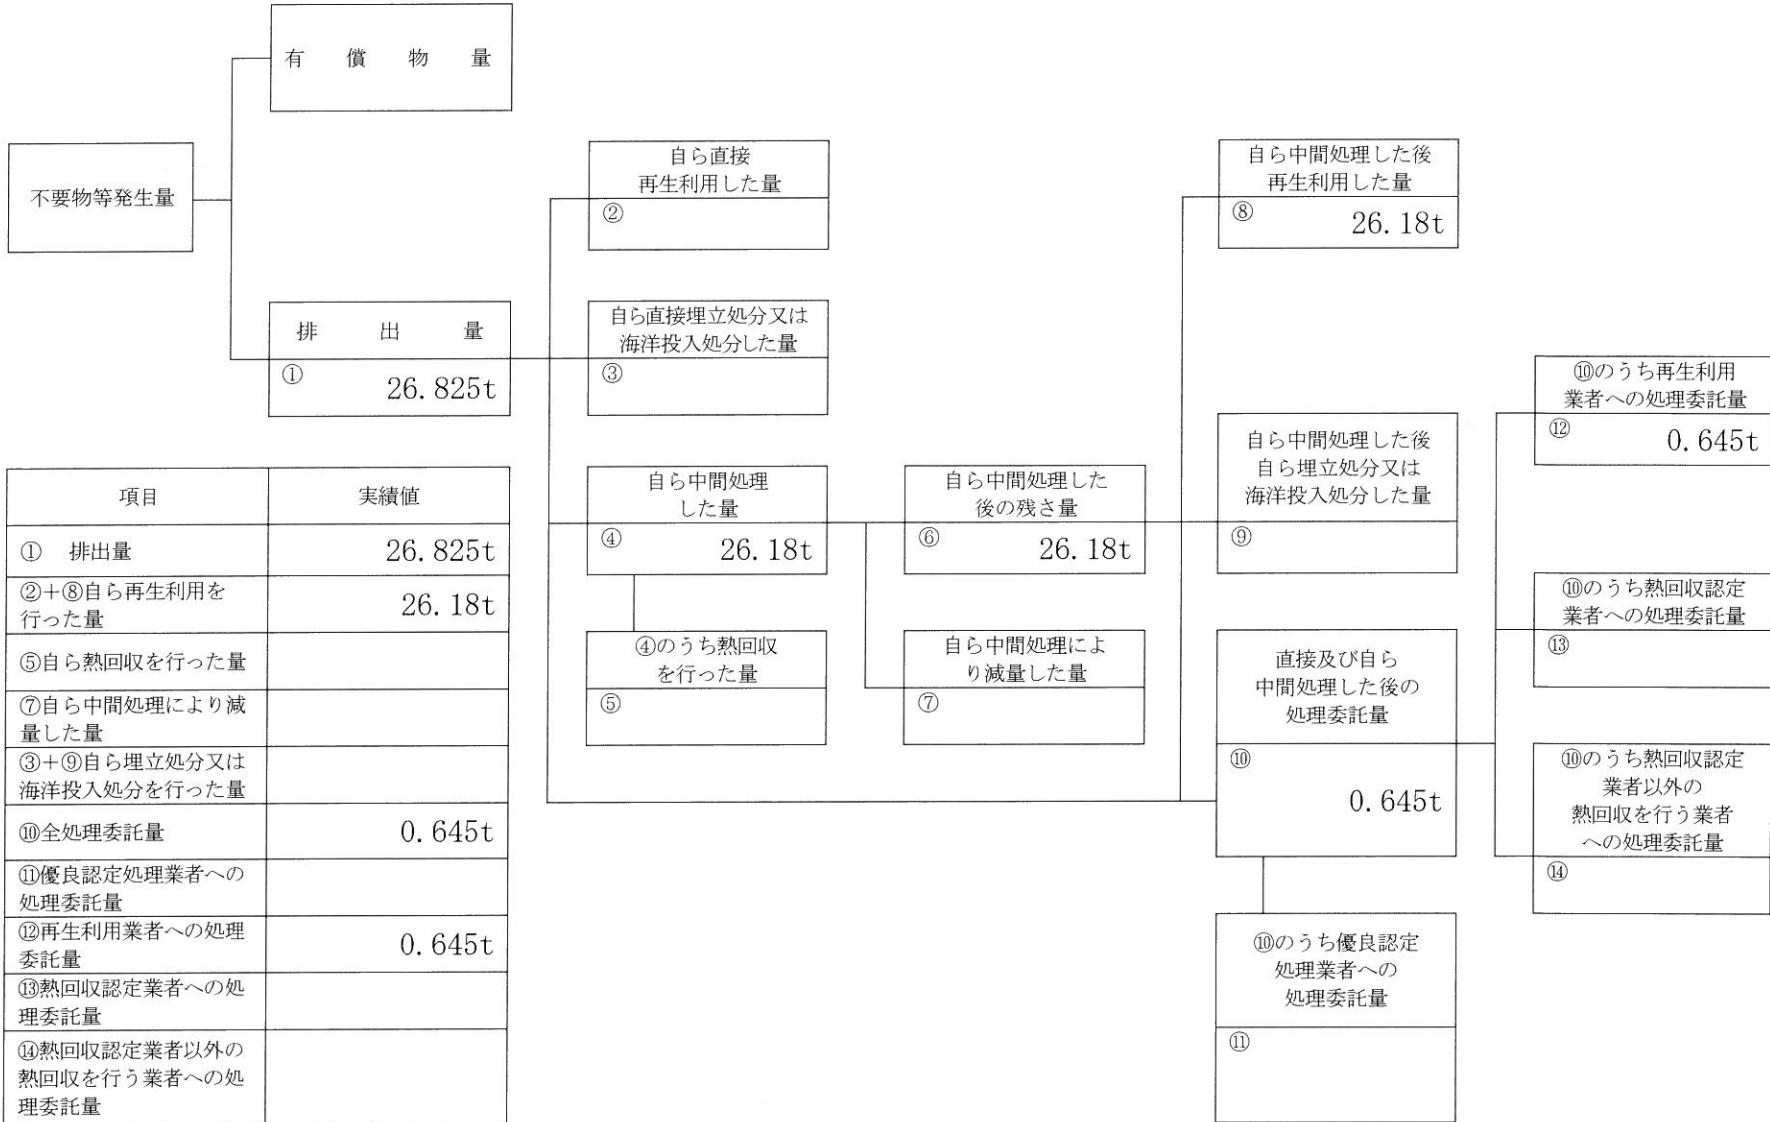 有償物量
不要物等発生量
排出量
① 26.825t
自ら直接
再生利用した量
②
自ら直接埋立処分又は
海洋投入処分した量
③
自ら中間処理
した量
④ 26.18t
④のうち熱回収
を行った量
⑤
自ら中間処理した
後の残さ量
⑥ 26.18t
自ら中間処理によ
り減量した量
⑦
自ら中間処理した後
再生利用した量
⑧ 26.18t
自ら中間処理した後
自ら埋立処分又は
海洋投入処分した量
⑨
直接及び自ら
中間処理した後の
処理委託量
⑩
0.645t
⑩のうち優良認定
処理業者への
処理委託量
⑪
⑩のうち再生利用
業者への処理委託量
⑫ 0.645t
⑩のうち熱回収認定
業者への処理委託量
⑬
⑩のうち熱回収認定
業者以外の
熱回収を行う業者
への処理委託量
⑭
項目 実績値
① 排出量 26.825t
②+⑧自ら再生利用を
行った量 26.18t
⑤自ら熱回収を行った量
⑦自ら中間処理により減
量した量
③+⑨自ら埋立処分又は
海洋投入処分を行った量
⑩全処理委託量 0.645t
⑪優良認定処理業者への
処理委託量
⑫再生利用業者への処理
委託量 0.645t
⑬熱回収認定業者への処
理委託量
⑭熱回収認定業者以外の
熱回収を行う業者への処
理委託量